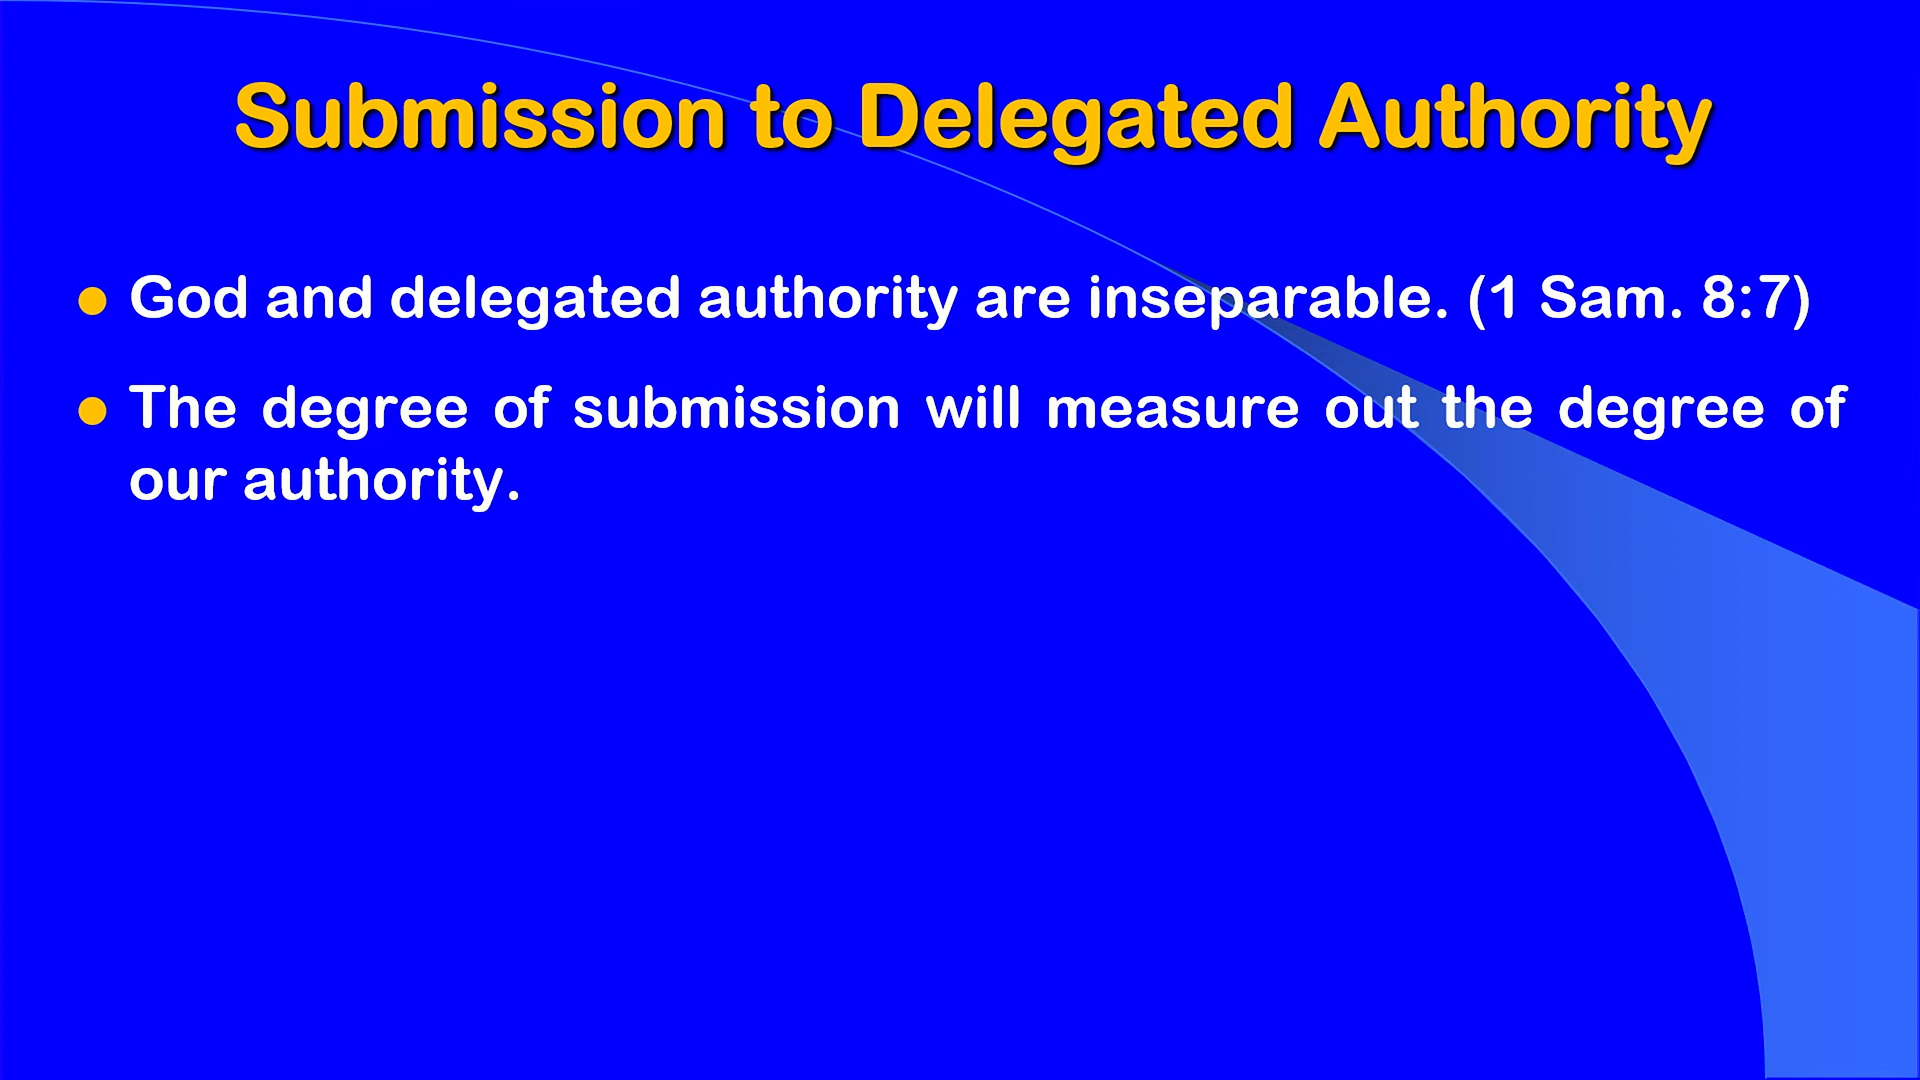 Submission to Delegated Authority
God and delegated authority are inseparable. (1 Sam. 8:7)
The degree of submission will measure out the degree of
our authority.